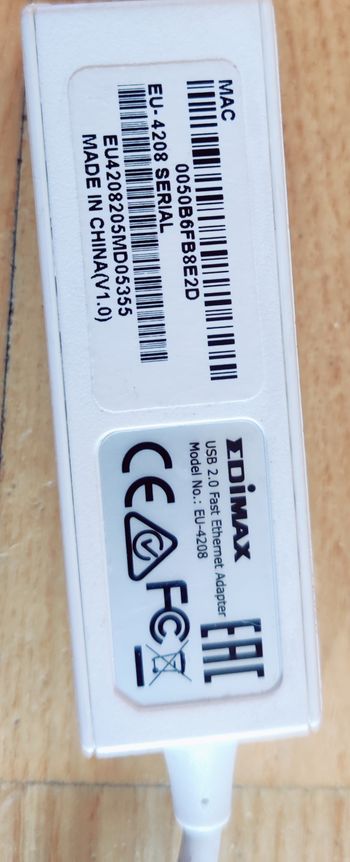 MAC
0050B6FB8E2D
EU- 4208 SERIAL
EU4208205MD05355
MADE IN CHINA(V1.0)
EDIMAX
USB 2.0 Fast Ethernet Adapter
Model No.: EU-4208
CE FC EAC